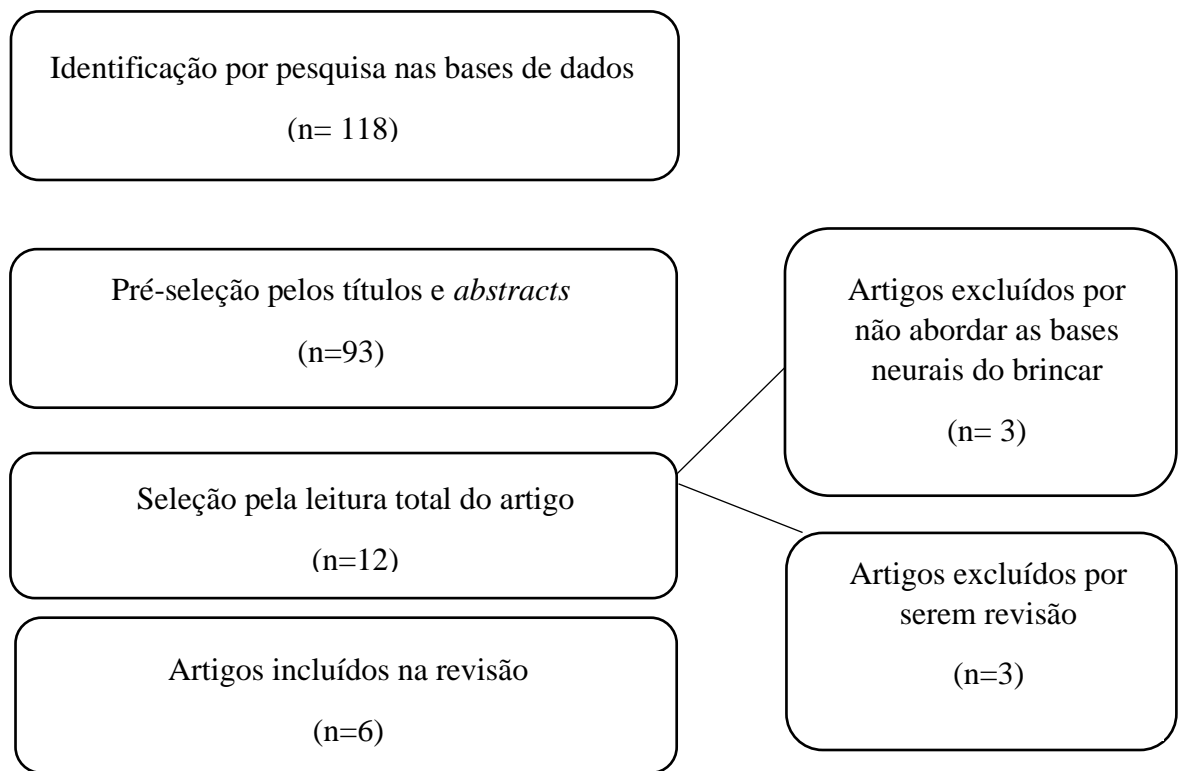 Identificação por pesquisa nas bases de dados
(n= 118)
Pré-seleção pelos títulos e abstracts
(n=93)
Seleção pela leitura total do artigo
(n=12)
Artigos excluídos por
não abordar as bases
neurais do brincar
(n= 3)
Artigos excluídos por
serem revisão
(n=3)
Artigos incluídos na revisão
(n=6)